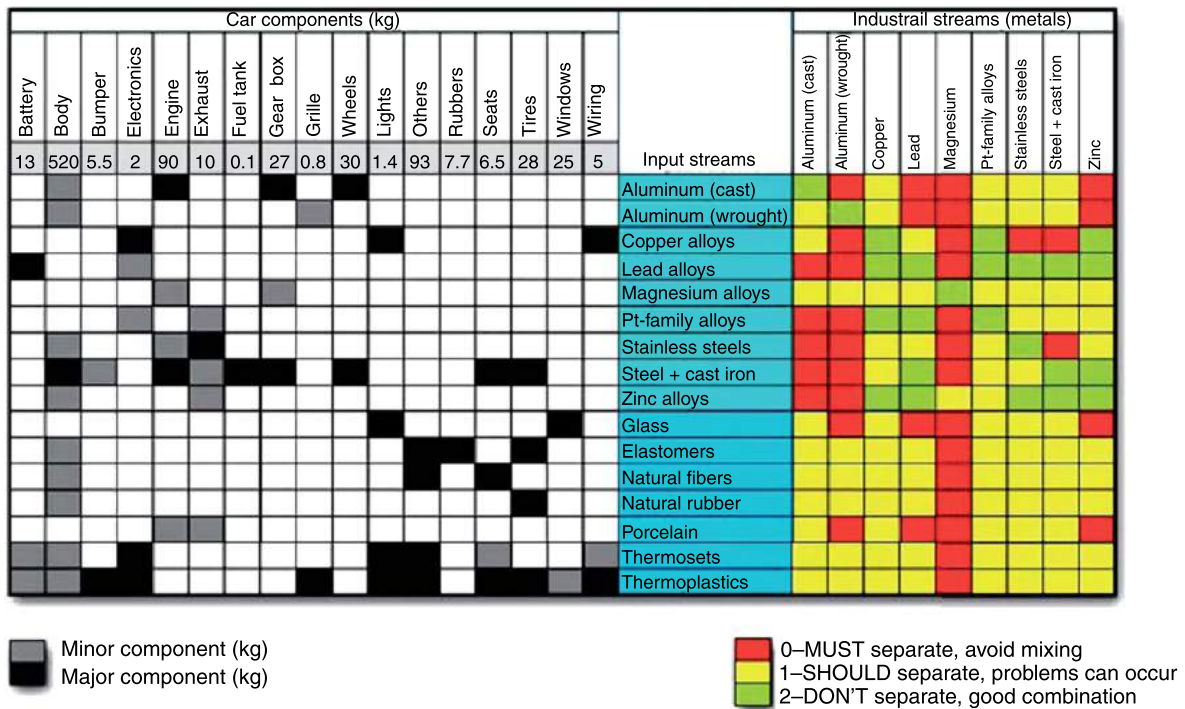 Car components (kg)
Industrail streams (metals)
Battery
Body
Bumper
Electronics
Engine
Exhaust
Fuel tank
Gear box
Grille
Wheels
Lights
Others
Rubbers
Seats
Tires
Windows
Wiring
Aluminum (cast)
Aluminum (wrought)
Copper
Lead
Magnesium
Pt-family alloys
Stainless steels
Steel + cast iron
Zinc
13 520 5.5 2 90 10 0.1 27 0.8 30 1.4 93 7.7 6.5 28 25 5
Input streams
Aluminum (cast)
Aluminum (wrought)
Copper alloys
Lead alloys
Magnesium alloys
Pt-family alloys
Stainless steels
Steel + cast iron
Zinc alloys
Glass
Elastomers
Natural fibers
Natural rubber
Porcelain
Thermosets
Thermoplastics
Minor component (kg)
Major component (kg)
0–MUST separate, avoid mixing
1–SHOULD separate, problems can occur
2–DON'T separate, good combination